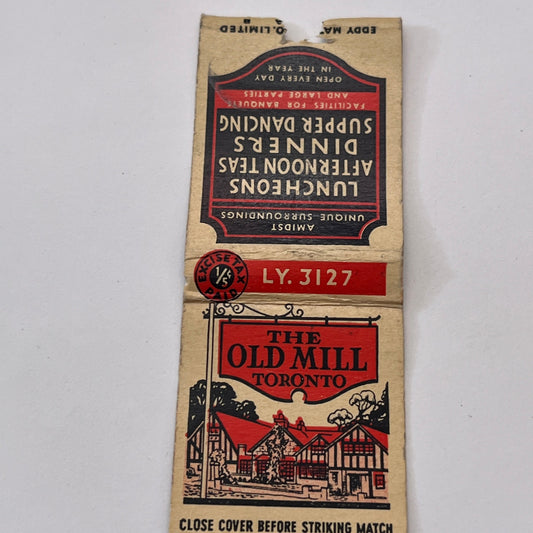 THE
OLD MILL
TORONTO
CLOSE COVER BEFORE STRIKING MATCH
EXCISE TAX
1/5¢
PAID
LY. 3127
AMIDST
UNIQUE SURROUNDINGS
LUNCHEONS
AFTERNOON TEAS
DINNERS
SUPPER DANCING
FACILITIES FOR BANQUETS
AND LARGE PARTIES
OPEN EVERY DAY
IN THE YEAR
EDDY O. LIMITED